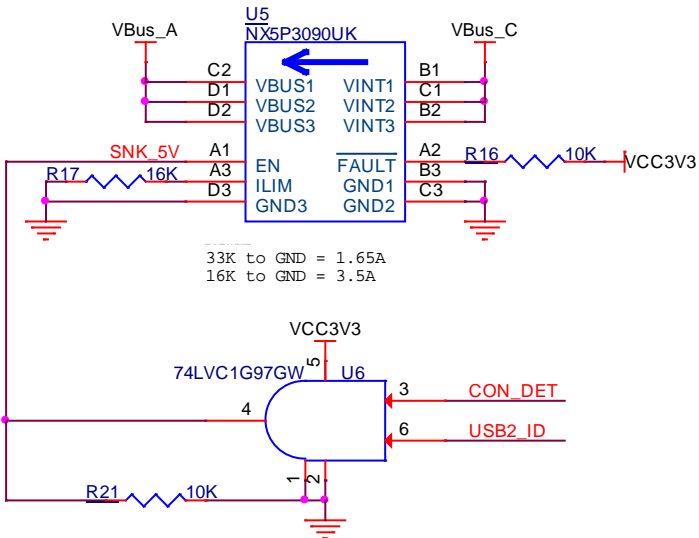 U5
NX5P3090UK
VBus_A
VBus_C
C2 VBUS1 VINT1 B1
D1 VBUS2 VINT2 C1
D2 VBUS3 VINT3 B2
SNK_5V A1 EN FAULT A2 R16 10K VCC3V3
R17 16K A3 ILIM GND1 B3
D3 GND3 GND2 C3
33K to GND = 1.65A
16K to GND = 3.5A
VCC3V3
74LVC1G97GW 5 U6
4 3 CON_DET
6 USB2_ID
1 2
R21 10K